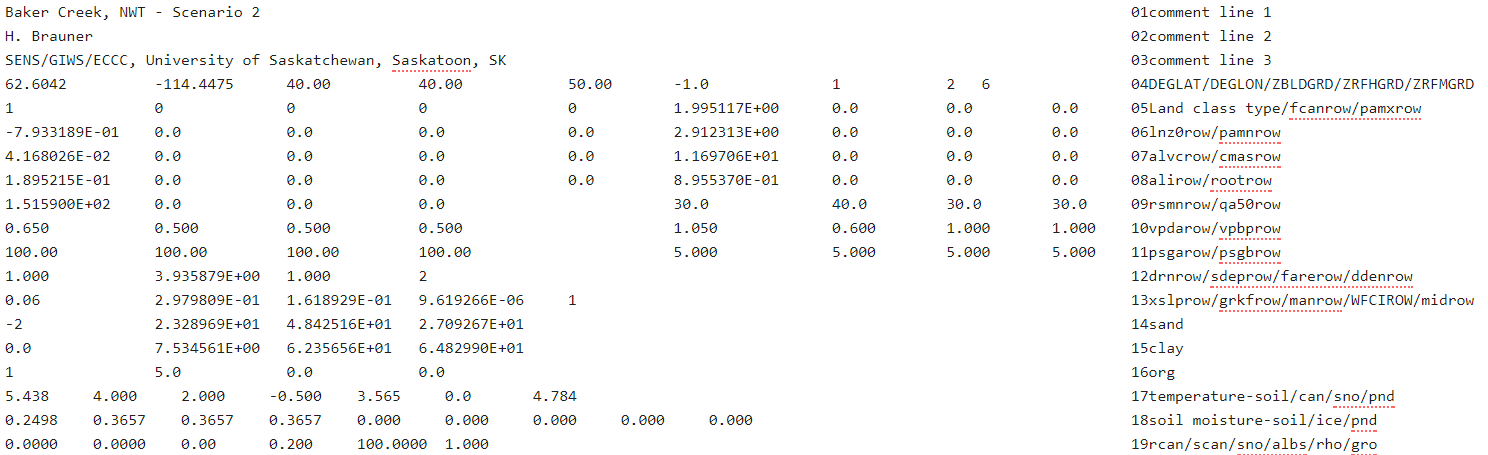 Baker Creek, NWT - Scenario 2 01comment line 1
H. Brauner 02comment line 2
SENS/GIWS/ECCC, University of Saskatchewan, Saskatoon, SK 03comment line 3
62.6042 -114.4475 40.00 40.00 50.00 -1.0 1 2 6 04DEGLAT/DEGLON/ZBLDGRD/ZRFHGRD/ZRFMGRD
1 0 0 0 0 1.995117E+00 0.0 0.0 0.0 05Land class type/fcanrow/pamxrow
-7.933189E-01 0.0 0.0 0.0 0.0 2.912313E+00 0.0 0.0 0.0 06lnz0row/pamnrow
4.168026E-02 0.0 0.0 0.0 0.0 1.169706E+01 0.0 0.0 0.0 07alvcrow/cmasrow
1.895215E-01 0.0 0.0 0.0 0.0 8.955370E-01 0.0 0.0 0.0 08alirow/rootrow
1.515900E+02 0.0 0.0 0.0 30.0 40.0 30.0 30.0 09rsmnrow/qa50row
0.650 0.500 0.500 0.500 1.050 0.600 1.000 1.000 10vpdarow/vpbprow
100.00 100.00 100.00 100.00 5.000 5.000 5.000 5.000 11psgarow/psgbrow
1.000 3.935879E+00 1.000 2 12drnrow/sdeprow/farerow/ddenrow
0.06 2.979809E-01 1.618929E-01 9.619266E-06 1 13xslprow/grkfrow/manrow/WFCIROW/midrow
-2 2.328969E+01 4.842516E+01 2.709267E+01 14sand
0.0 7.534561E+00 6.235656E+01 6.482990E+01 15clay
1 5.0 0.0 0.0 16org
5.438 4.000 2.000 -0.500 3.565 0.0 4.784 17temperature-soil/can/sno/pnd
0.2498 0.3657 0.3657 0.3657 0.000 0.000 0.000 0.000 0.000 18soil moisture-soil/ice/pnd
0.0000 0.0000 0.00 0.200 100.0000 1.000 19rcan/scan/sno/albs/rho/gro